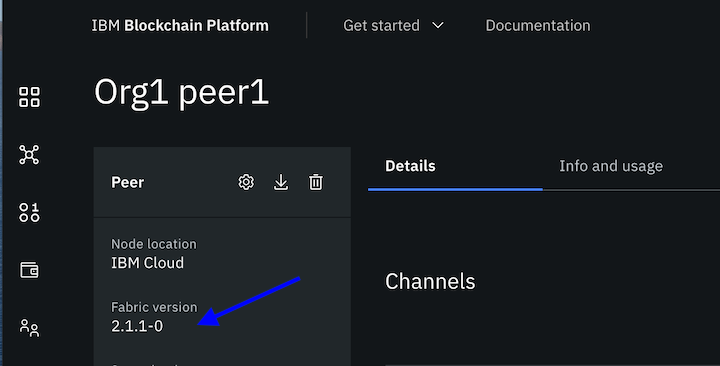 IBM Blockchain Platform
Get started
Documentation
Org1 peer1
Peer
Details
Info and usage
Node location
IBM Cloud
Fabric version
2.1.1-0
Channels